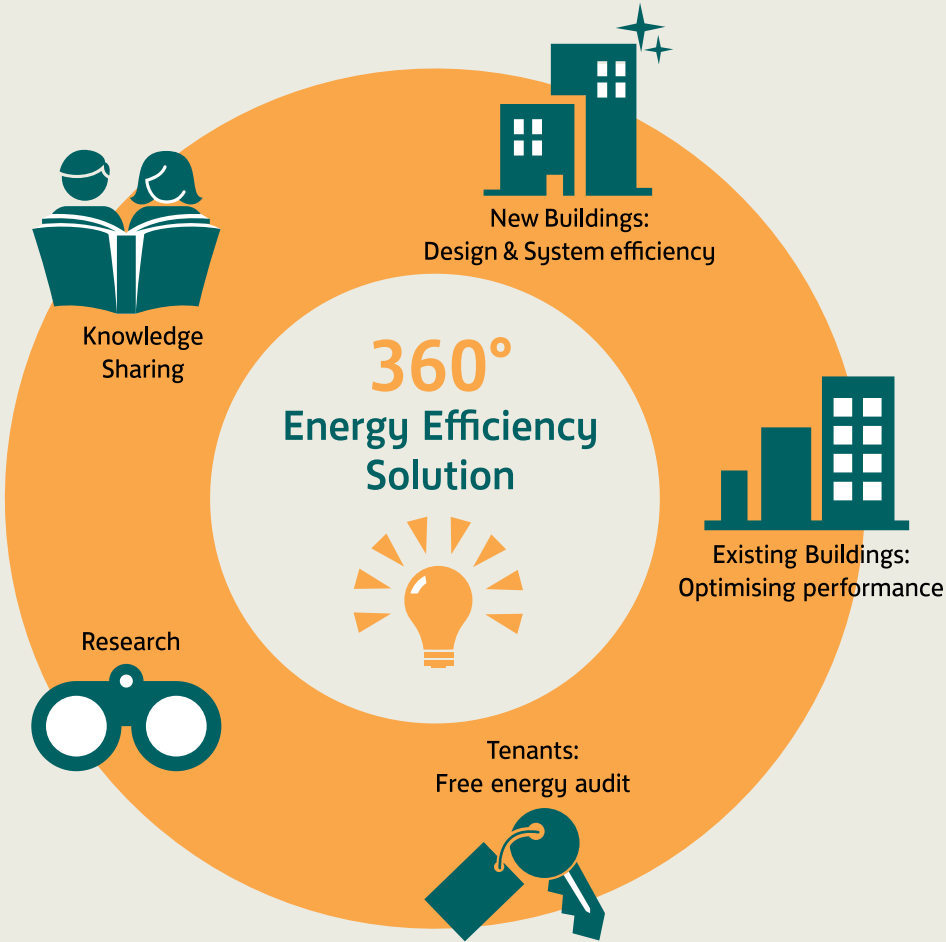 New Buildings:
Design & System efficiency
Knowledge
Sharing
360°
Energy Efficiency
Solution
Existing Buildings:
Optimising performance
Research
Tenants:
Free energy audit